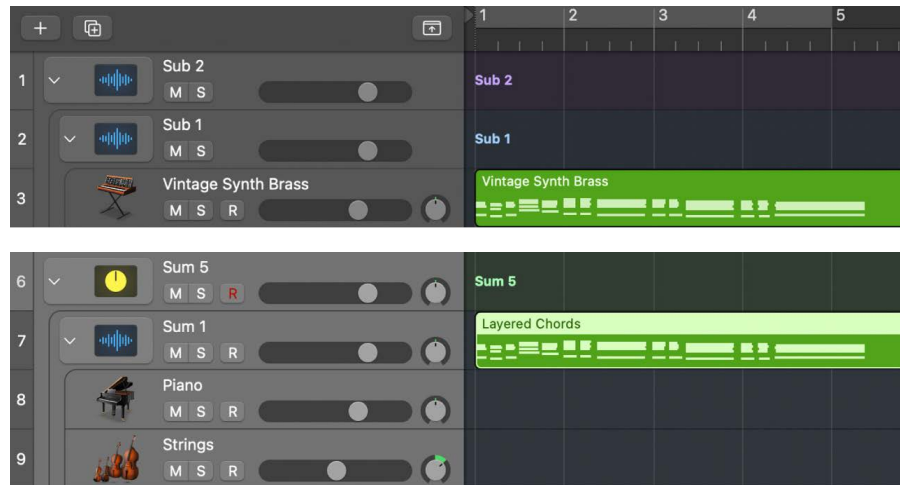 1 2 3 4 5
1 Sub 2 Sub 2
M S
2 Sub 1 Sub 1
M S
3 Vintage Synth Brass Vintage Synth Brass
M S R
6 Sum 5 Sum 5
M S R
7 Sum 1 Layered Chords
M S R
8 Piano
M S R
9 Strings
M S R